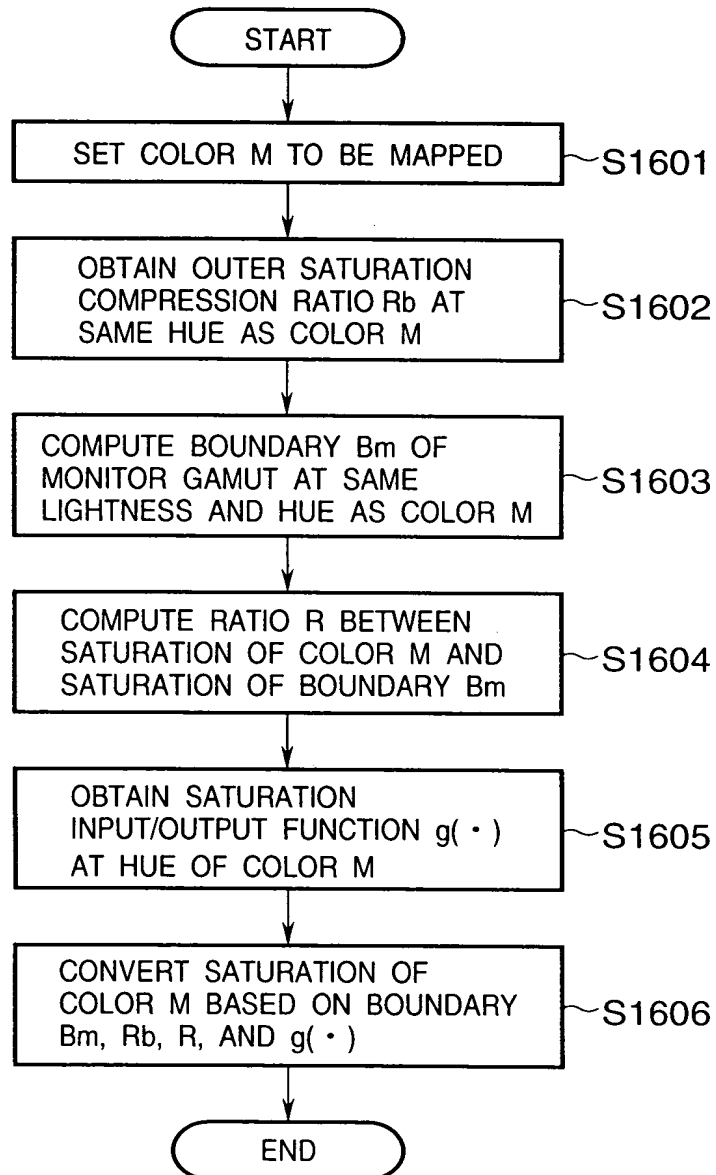 START
SET COLOR M TO BE MAPPED
S1601
OBTAIN OUTER SATURATION
COMPRESSION RATIO Rb AT
SAME HUE AS COLOR M
S1602
COMPUTE BOUNDARY Bm OF
MONITOR GAMUT AT SAME
LIGHTNESS AND HUE AS COLOR M
S1603
COMPUTE RATIO R BETWEEN
SATURATION OF COLOR M AND
SATURATION OF BOUNDARY Bm
S1604
OBTAIN SATURATION
INPUT/OUTPUT FUNCTION g( · )
AT HUE OF COLOR M
S1605
CONVERT SATURATION OF
COLOR M BASED ON BOUNDARY
Bm, Rb, R, AND g( · )
S1606
END